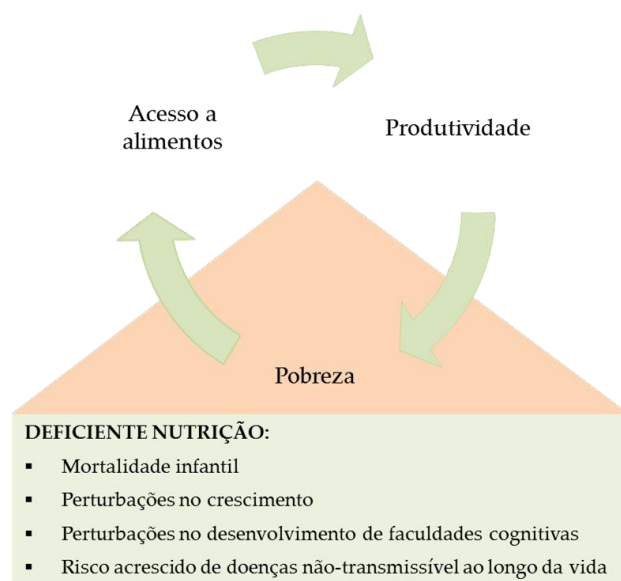 Acesso a
alimentos
Produtividade
Pobreza
DEFICIENTE NUTRIÇÃO:
▪ Mortalidade infantil
▪ Perturbações no crescimento
▪ Perturbações no desenvolvimento de faculdades cognitivas
▪ Risco acrescido de doenças não-transmissível ao longo da vida